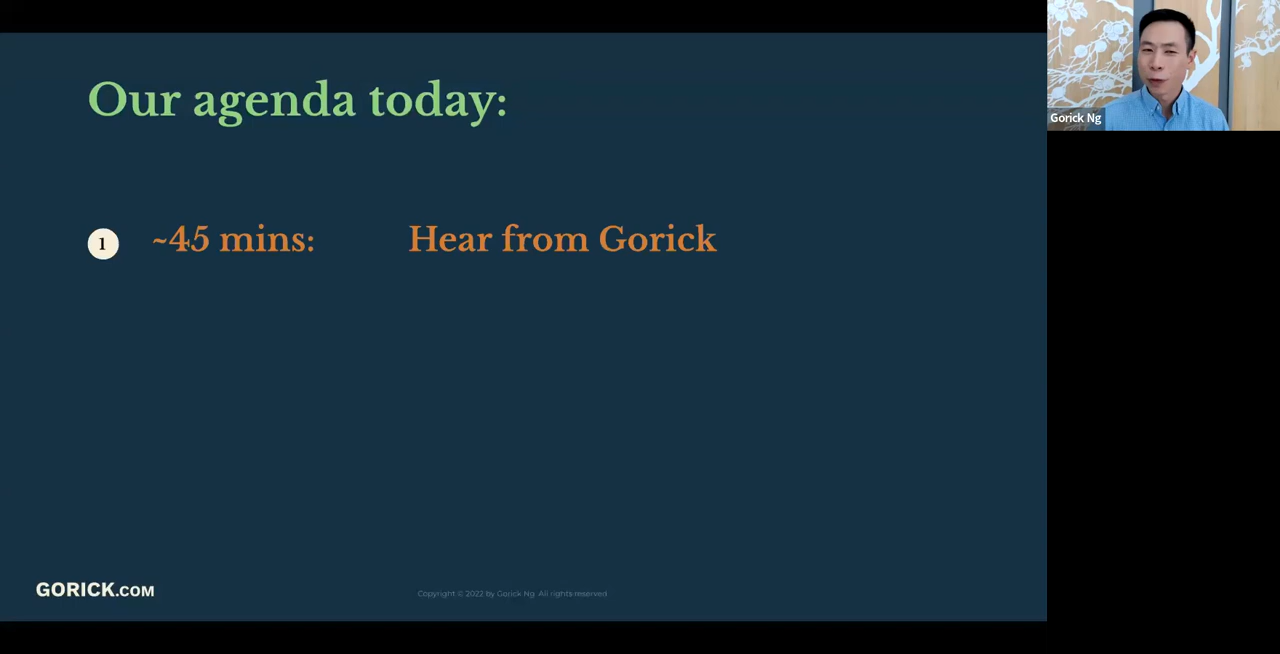 Our agenda today:
1 ~45 mins: Hear from Gorick
GORICK.COM
Copyright © 2022 by Gorick Ng All rights reserved
Gorick Ng